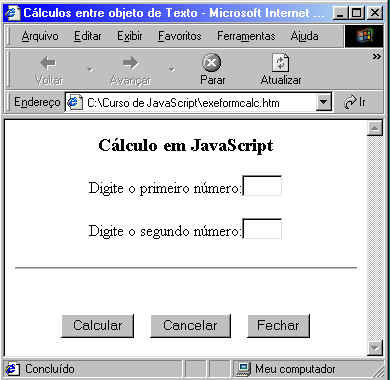 Cálculos entre objeto de Texto - Microsoft Internet ...
Arquivo Editar Exibir Favoritos Ferramentas Ajuda
Voltar Avançar Parar Atualizar
Endereço C:\Curso de JavaScript\exeformcalc.htm Ir
Cálculo em JavaScript
Digite o primeiro número:
Digite o segundo número:
Calcular Cancelar Fechar
Concluído Meu computador